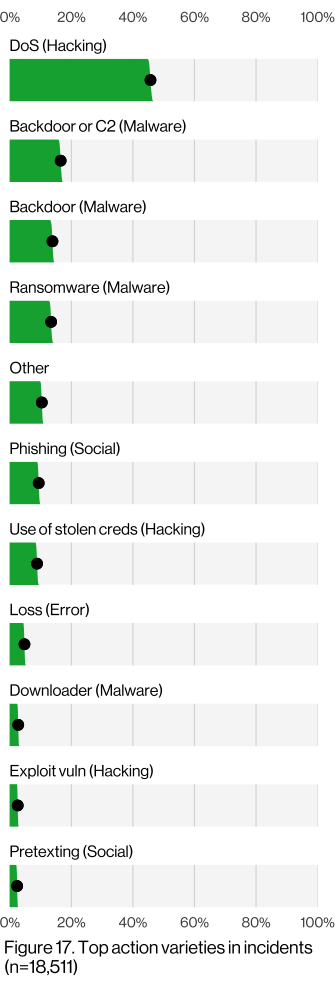 0% 20% 40% 60% 80% 100%
DoS (Hacking)
Backdoor or C2 (Malware)
Backdoor (Malware)
Ransomware (Malware)
Other
Phishing (Social)
Use of stolen creds (Hacking)
Loss (Error)
Downloader (Malware)
Exploit vuln (Hacking)
Pretexting (Social)
0% 20% 40% 60% 80% 100%
Figure 17. Top action varieties in incidents
(n=18,511)